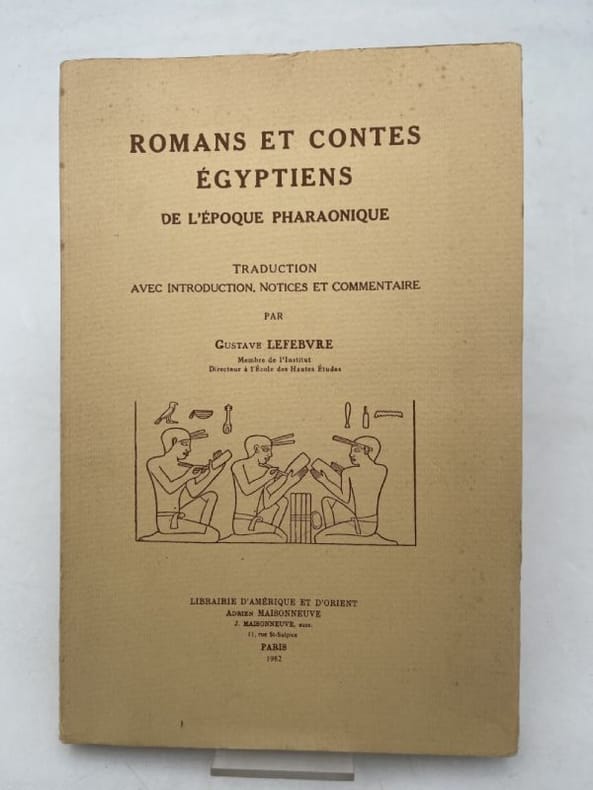 ROMANS ET CONTES
ÉGYPTIENS
DE L'ÉPOQUE PHARAONIQUE
TRADUCTION
AVEC INTRODUCTION, NOTICES ET COMMENTAIRE
PAR
GUSTAVE LEFEBVRE
Membre de l'Institut
Directeur à l'École des Hautes Études
LIBRAIRIE D'AMÉRIQUE ET D'ORIENT
ADRIEN MAISONNEUVE
J. MAISONNEUVE, succ.
11, rue St-Sulpice
PARIS
1982